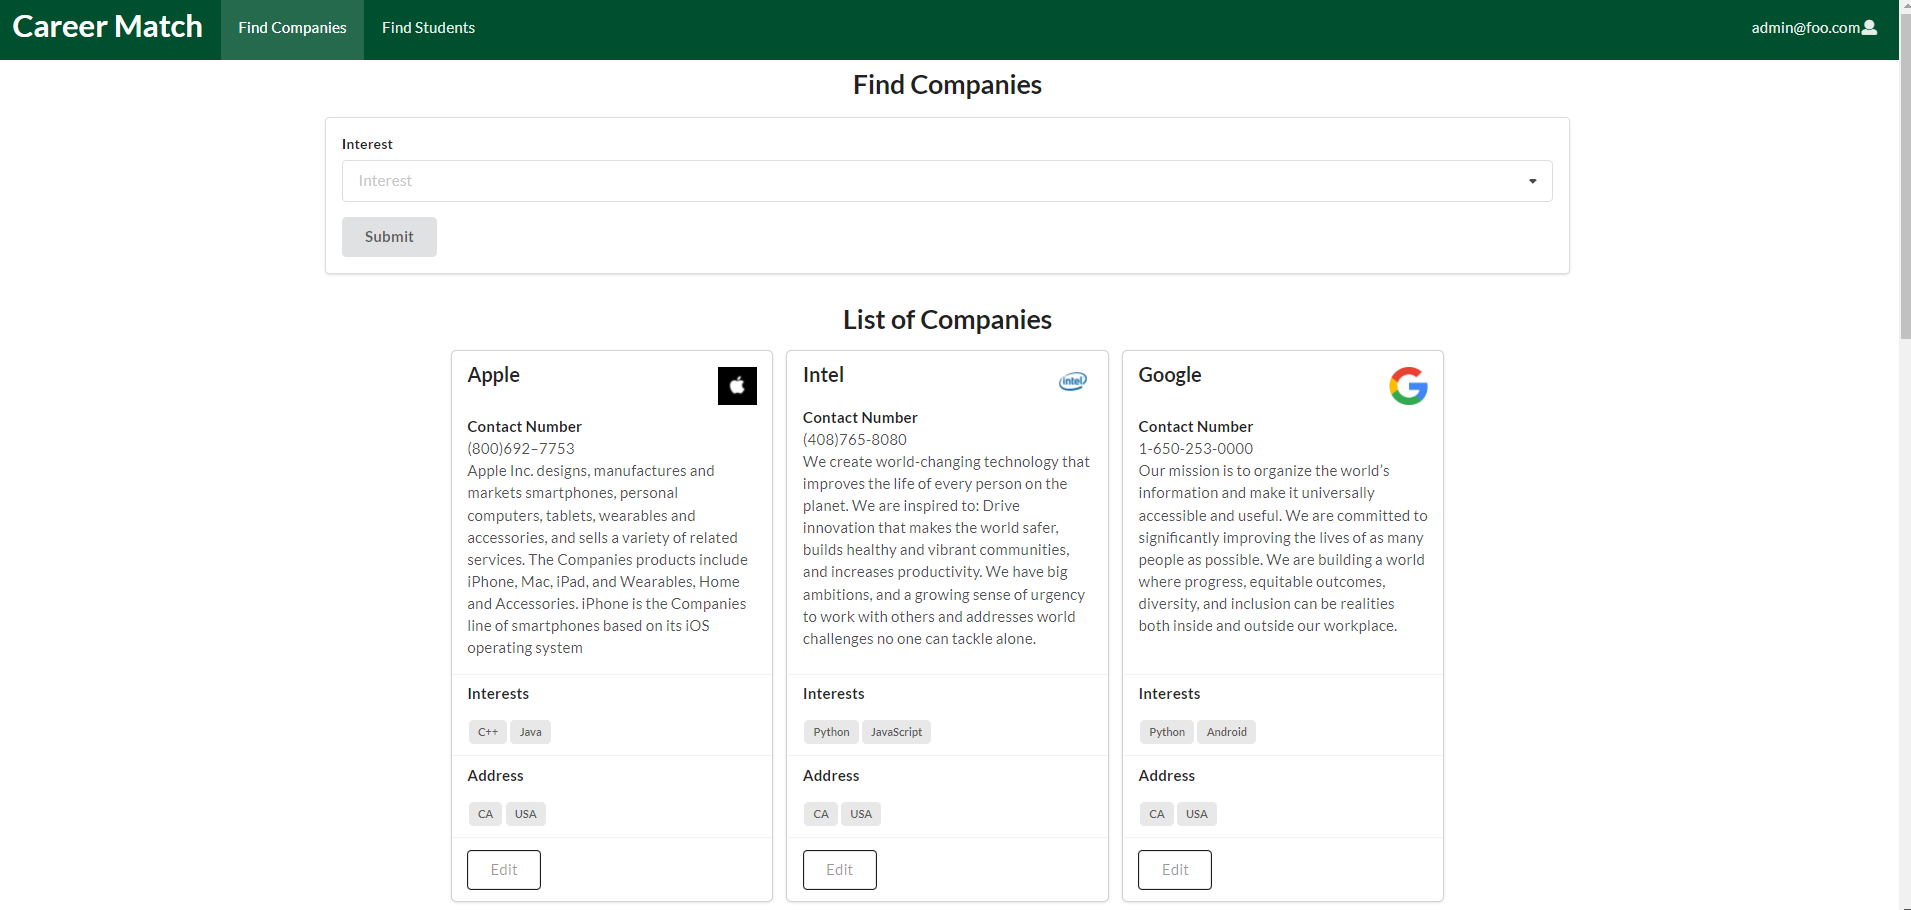 Career Match
Find Companies
Find Students
admin@foo.com
Find Companies
Interest
Interest
Submit
List of Companies
Apple
Contact Number
(800)692–7753
Apple Inc. designs, manufactures and
markets smartphones, personal
computers, tablets, wearables and
accessories, and sells a variety of related
services. The Companies products include
iPhone, Mac, iPad, and Wearables, Home
and Accessories. iPhone is the Companies
line of smartphones based on its iOS
operating system
Interests
C++ Java
Address
CA USA
Edit
Intel
intel
Contact Number
(408)765-8080
We create world-changing technology that
improves the life of every person on the
planet. We are inspired to: Drive
innovation that makes the world safer,
builds healthy and vibrant communities,
and increases productivity. We have big
ambitions, and a growing sense of urgency
to work with others and addresses world
challenges no one can tackle alone.
Interests
Python JavaScript
Address
CA USA
Edit
Google
G
Contact Number
1-650-253-0000
Our mission is to organize the world’s
information and make it universally
accessible and useful. We are committed to
significantly improving the lives of as many
people as possible. We are building a world
where progress, equitable outcomes,
diversity, and inclusion can be realities
both inside and outside our workplace.
Interests
Python Android
Address
CA USA
Edit